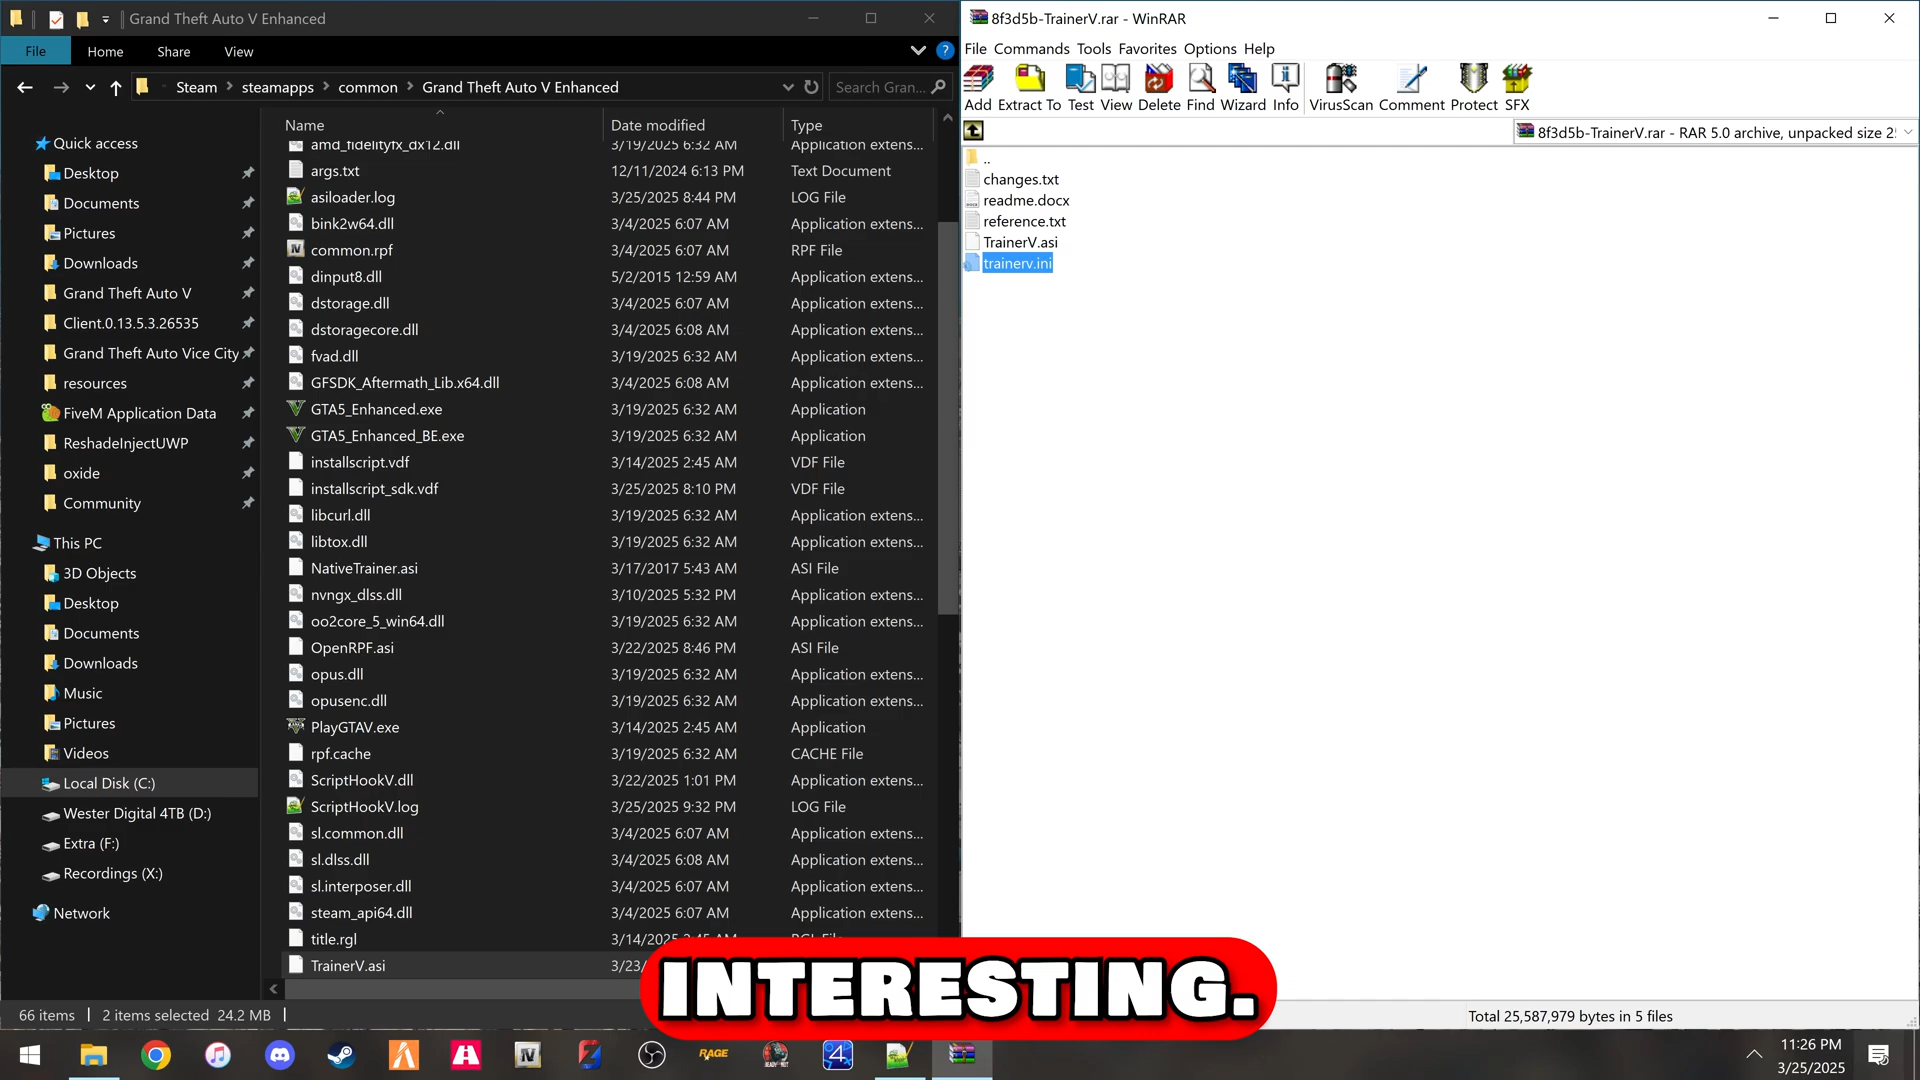 Grand Theft Auto V Enhanced
File Home Share View
Steam steamapps common Grand Theft Auto V Enhanced
Search Gran...
Quick access
Desktop
Documents
Pictures
Downloads
Grand Theft Auto V
Client.0.13.5.3.26535
Grand Theft Auto Vice City
resources
FiveM Application Data
ReshadeInjectUWP
oxide
Community
This PC
3D Objects
Desktop
Documents
Downloads
Music
Pictures
Videos
Local Disk (C:)
Wester Digital 4TB (D:)
Extra (F:)
Recordings (X:)
Network
Name Date modified Type
amd_fidelityfx_dx12.dll 3/19/2025 6:32 AM Application extens...
args.txt 12/11/2024 6:13 PM Text Document
asiloader.log 3/25/2025 8:44 PM LOG File
bink2w64.dll 3/4/2025 6:07 AM Application extens...
common.rpf 3/4/2025 6:07 AM RPF File
dinput8.dll 5/2/2015 12:59 AM Application extens...
dstorage.dll 3/4/2025 6:07 AM Application extens...
dstoragecore.dll 3/4/2025 6:08 AM Application extens...
fvad.dll 3/19/2025 6:32 AM Application extens...
GFSDK_Aftermath_Lib.x64.dll 3/4/2025 6:08 AM Application extens...
GTA5_Enhanced.exe 3/19/2025 6:32 AM Application
GTA5_Enhanced_BE.exe 3/19/2025 6:32 AM Application
installscript.vdf 3/14/2025 2:45 AM VDF File
installscript_sdk.vdf 3/25/2025 8:10 PM VDF File
libcurl.dll 3/19/2025 6:32 AM Application extens...
libtox.dll 3/19/2025 6:32 AM Application extens...
NativeTrainer.asi 3/17/2017 5:43 AM ASI File
nvngx_dlss.dll 3/10/2025 5:32 PM Application extens...
oo2core_5_win64.dll 3/19/2025 6:32 AM Application extens...
OpenRPF.asi 3/22/2025 8:46 PM ASI File
opus.dll 3/19/2025 6:32 AM Application extens...
opusenc.dll 3/19/2025 6:32 AM Application extens...
PlayGTAV.exe 3/14/2025 2:45 AM Application
rpf.cache 3/19/2025 6:32 AM CACHE File
ScriptHookV.dll 3/22/2025 1:01 PM Application extens...
ScriptHookV.log 3/25/2025 9:32 PM LOG File
sl.common.dll 3/4/2025 6:07 AM Application extens...
sl.dlss.dll 3/4/2025 6:08 AM Application extens...
sl.interposer.dll 3/4/2025 6:07 AM Application extens...
steam_api64.dll 3/4/2025 6:07 AM Application extens...
title.rgl 3/14/2025 2:45 AM RGL File
TrainerV.asi 3/23/
66 items 2 items selected 24.2 MB
8f3d5b-TrainerV.rar - WinRAR
File Commands Tools Favorites Options Help
Add Extract To Test View Delete Find Wizard Info VirusScan Comment Protect SFX
8f3d5b-TrainerV.rar - RAR 5.0 archive, unpacked size 2
..
changes.txt
readme.docx
reference.txt
TrainerV.asi
trainerv.ini
Total 25,587,979 bytes in 5 files
INTERESTING.
RAGE
11:26 PM
3/25/2025